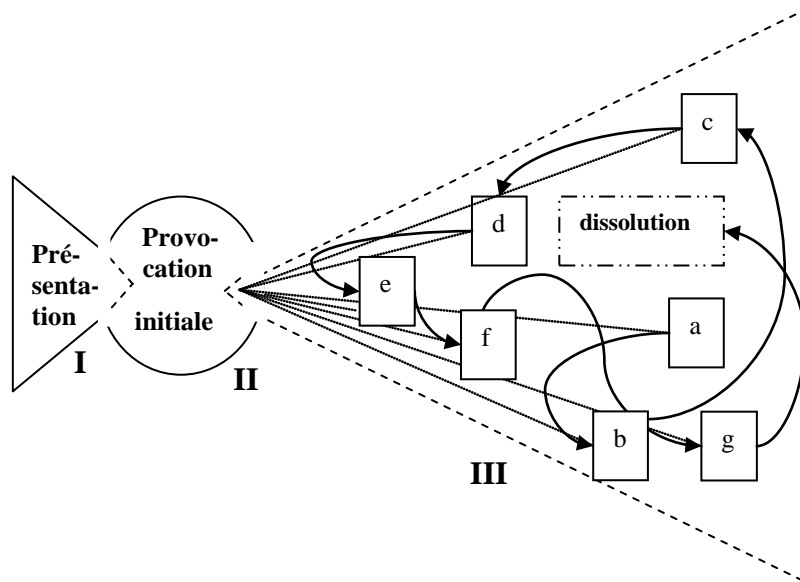 Pré-
senta-
tion
I
Provo-
cation
initiale
II
III
c
d
dissolution
e
f
a
b
g